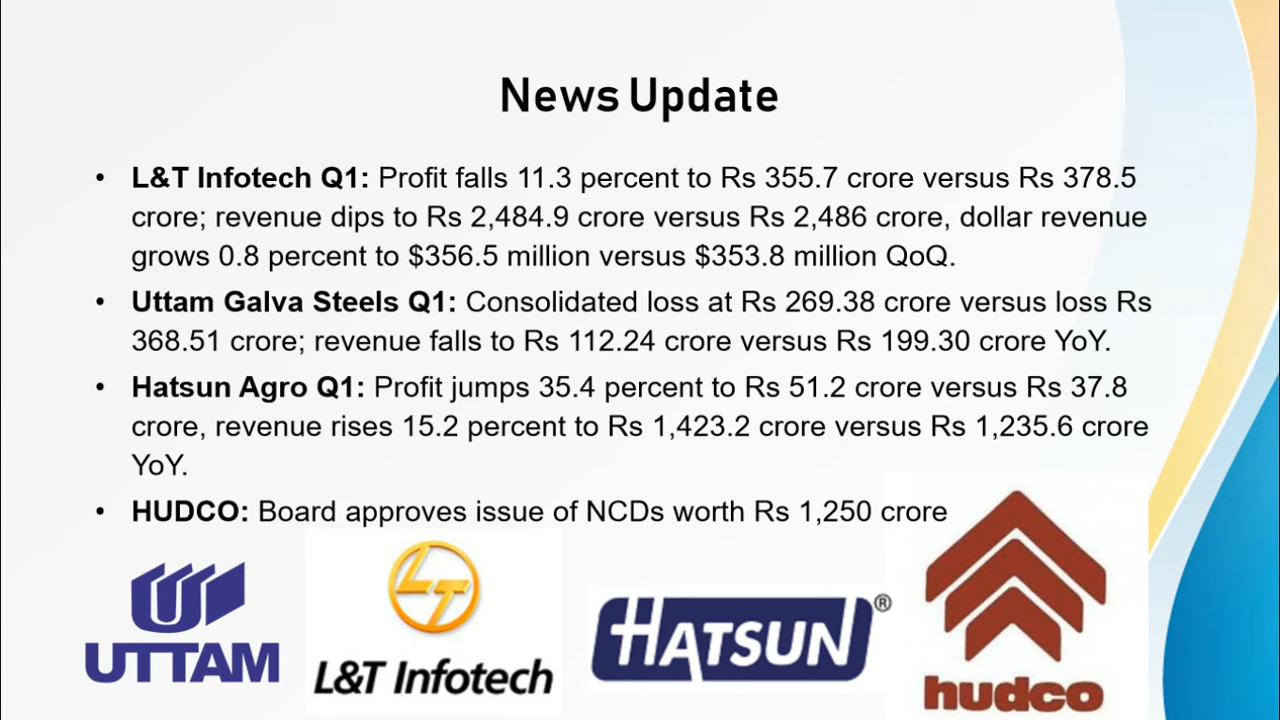 News Update
• L&T Infotech Q1: Profit falls 11.3 percent to Rs 355.7 crore versus Rs 378.5
crore; revenue dips to Rs 2,484.9 crore versus Rs 2,486 crore, dollar revenue
grows 0.8 percent to $356.5 million versus $353.8 million QoQ.
• Uttam Galva Steels Q1: Consolidated loss at Rs 269.38 crore versus loss Rs
368.51 crore; revenue falls to Rs 112.24 crore versus Rs 199.30 crore YoY.
• Hatsun Agro Q1: Profit jumps 35.4 percent to Rs 51.2 crore versus Rs 37.8
crore, revenue rises 15.2 percent to Rs 1,423.2 crore versus Rs 1,235.6 crore
YoY.
• HUDCO: Board approves issue of NCDs worth Rs 1,250 crore
UTTAM
LT
L&T Infotech
HATSUN®
hudco